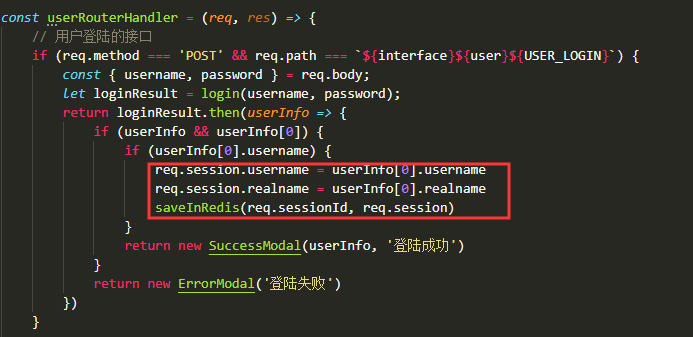 const userRouterHandler = (req, res) => {
// 用户登陆的接口
if (req.method === 'POST' && req.path === `${interface}${user}${USER_LOGIN}`) {
const { username, password } = req.body;
let loginResult = login(username, password);
return loginResult.then(userInfo => {
if (userInfo && userInfo[0]) {
if (userInfo[0].username) {
req.session.username = userInfo[0].username
req.session.realname = userInfo[0].realname
saveInRedis(req.sessionId, req.session)
}
return new SuccessModal(userInfo, '登陆成功')
}
return new ErrorModal('登陆失败')
})
}